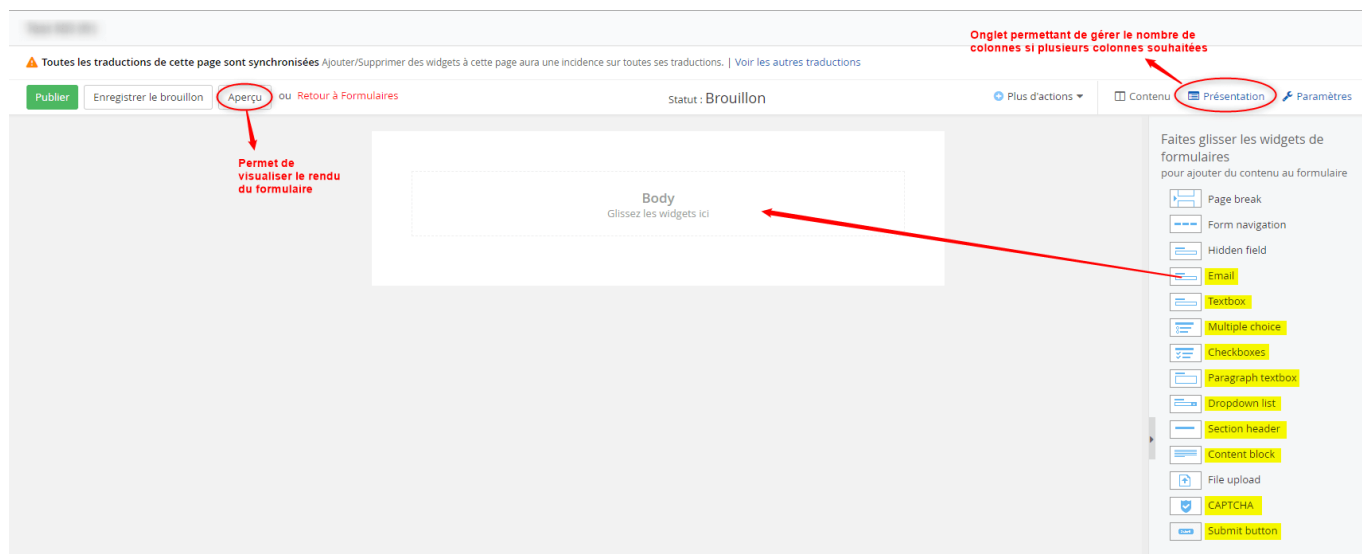 Onglet permettant de gérer le nombre de
colonnes si plusieurs colonnes souhaitées
Toutes les traductions de cette page sont synchronisées Ajouter/Supprimer des widgets à cette page aura une incidence sur toutes ses traductions. | Voir les autres traductions
Publier Enregistrer le brouillon Aperçu ou Retour à Formulaires Statut : Brouillon Plus d'actions Contenu Présentation Paramètres
Permet de
visualiser le rendu
du formulaire
Body
Glissez les widgets ici
Faites glisser les widgets de
formulaires
pour ajouter du contenu au formulaire
Page break
Form navigation
Hidden field
Email
Textbox
Multiple choice
Checkboxes
Paragraph textbox
Dropdown list
Section header
Content block
File upload
CAPTCHA
Submit button